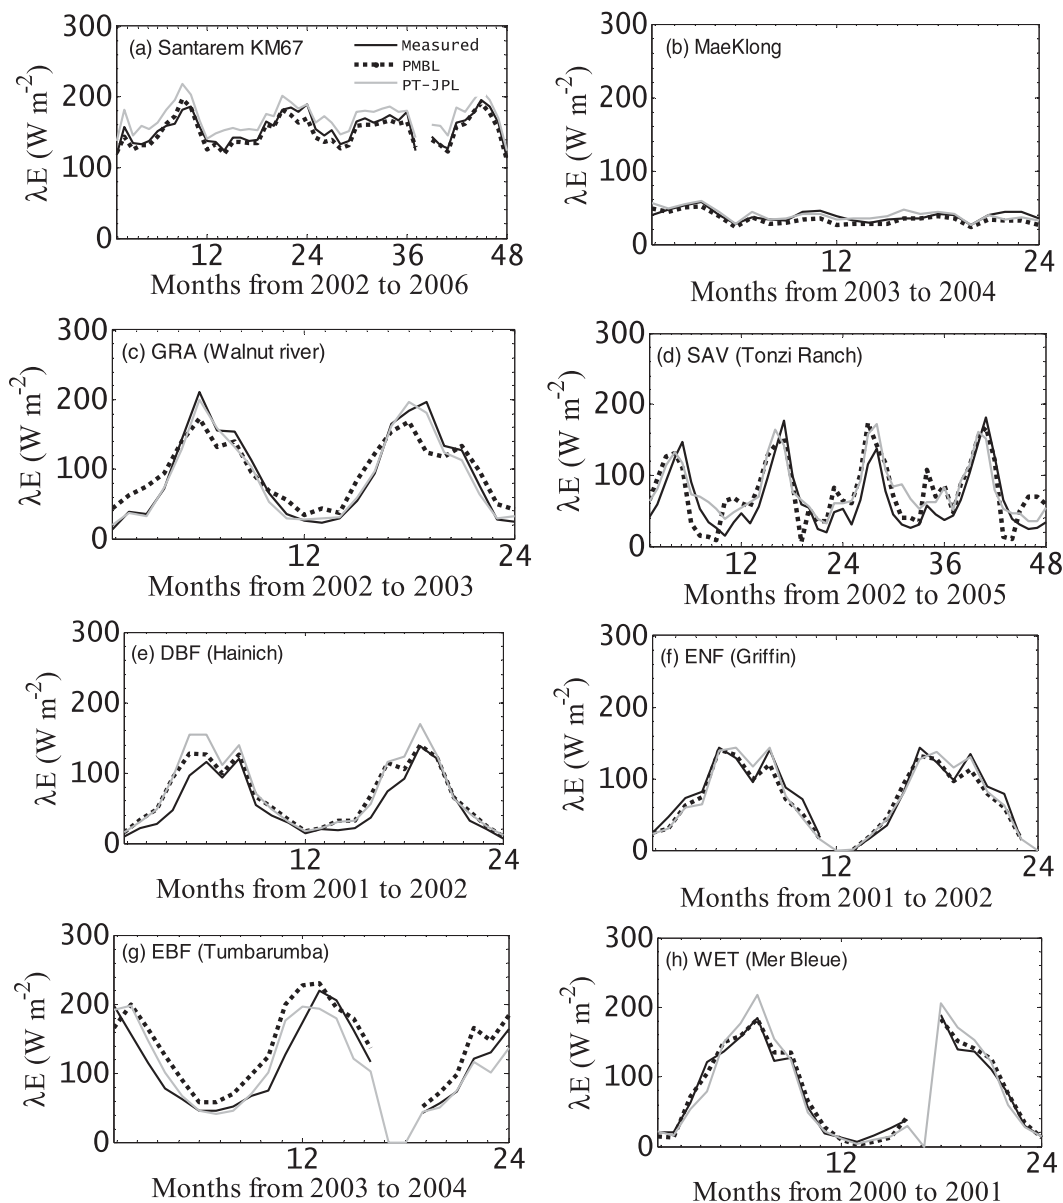 (a) Santarem KM67
Measured
PMBL
PT-JPL
300
200
100
0
λE (W m-2)
12 24 36 48
Months from 2002 to 2006
(b) MaeKlong
300
200
100
0
λE (W m-2)
12 24
Months from 2003 to 2004
(c) GRA (Walnut river)
300
200
100
0
λE (W m-2)
12 24
Months from 2002 to 2003
(d) SAV (Tonzi Ranch)
300
200
100
0
λE (W m-2)
12 24 36 48
Months from 2002 to 2005
(e) DBF (Hainich)
300
200
100
0
λE (W m-2)
12 24
Months from 2001 to 2002
(f) ENF (Griffin)
300
200
100
0
λE (W m-2)
12 24
Months from 2001 to 2002
(g) EBF (Tumbarumba)
300
200
100
0
λE (W m-2)
12 24
Months from 2003 to 2004
(h) WET (Mer Bleue)
300
200
100
0
λE (W m-2)
12 24
Months from 2000 to 2001